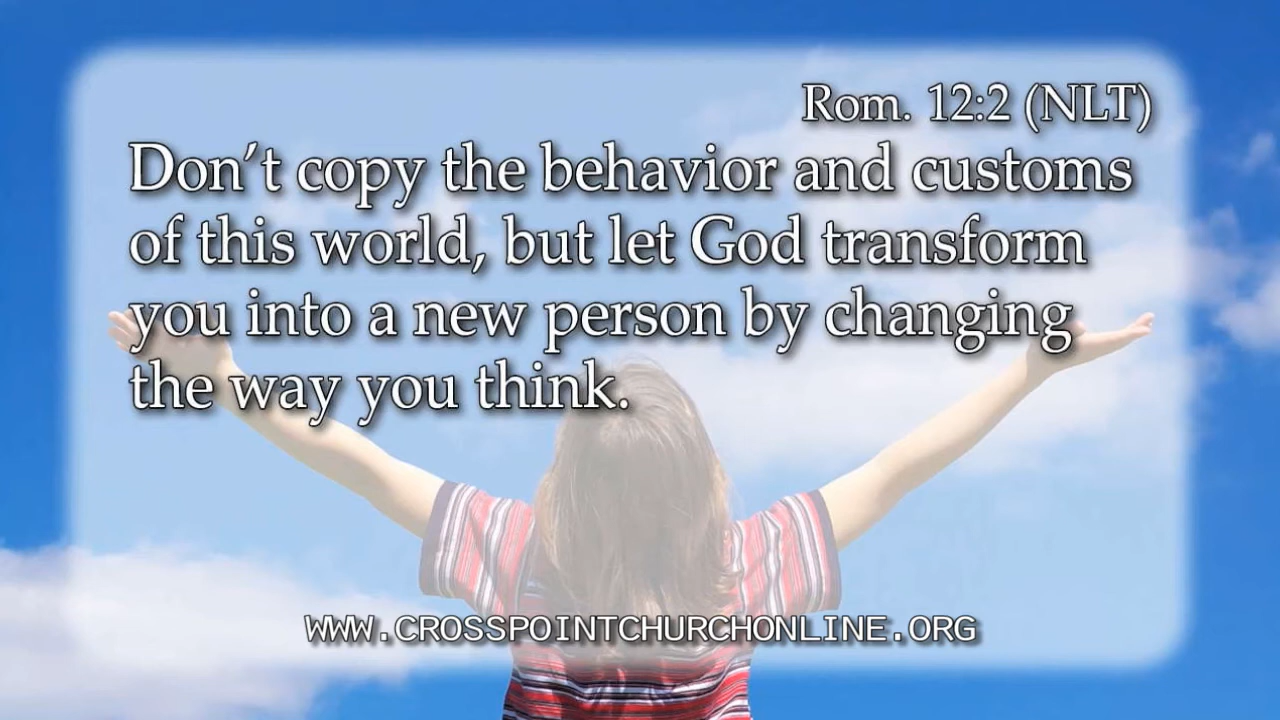 Rom. 12:2 (NLT)
Don’t copy the behavior and customs
of this world, but let God transform
you into a new person by changing
the way you think.
WWW.CROSSPOINTCHURCHONLINE.ORG